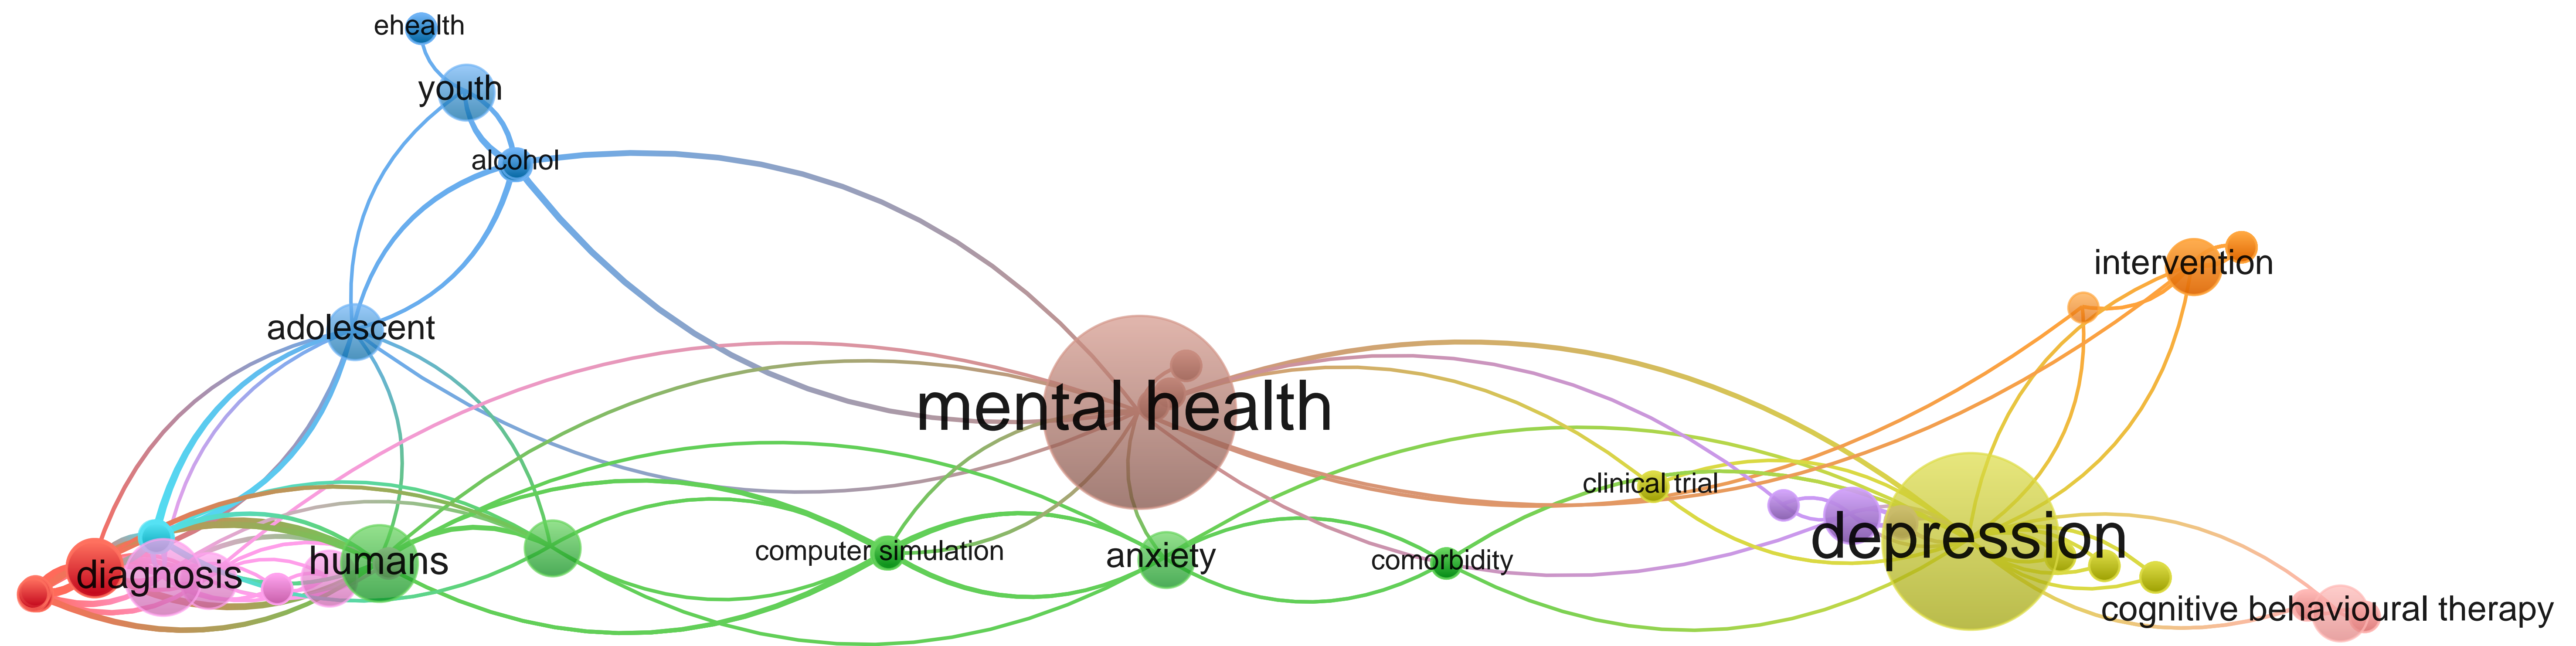 ehealth
youth
alcohol
adolescent
intervention
mental health
clinical trial
depression
computer simulation
anxiety
comorbidity
humans
diagnosis
cognitive behavioural therapy